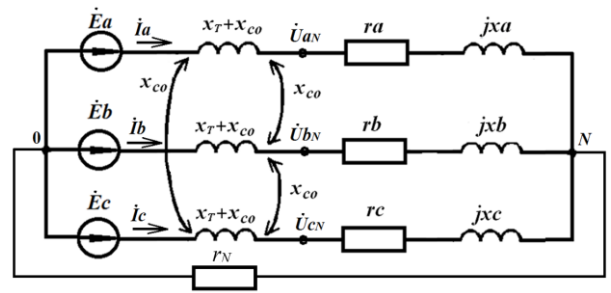 Ėa İa x_T+x_co U̇aN ra jxa
x_co x_co
0 Ėb İb x_T+x_co U̇bN rb jxb N
x_co
Ėc İc x_T+x_co U̇cN rc jxc
r_N